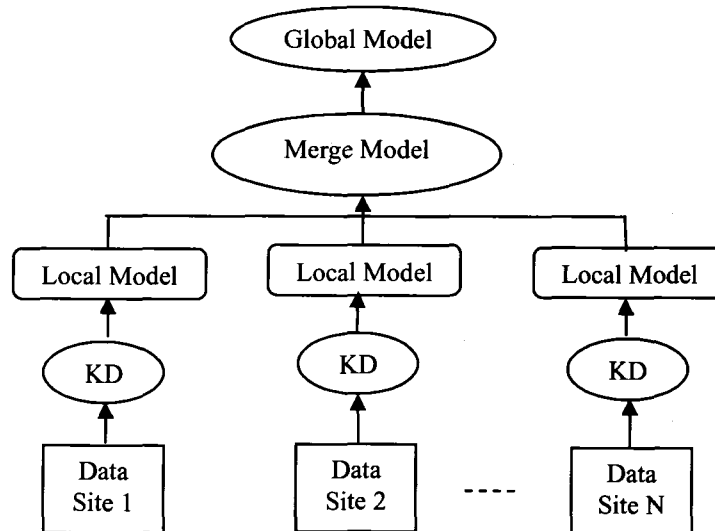 Global Model
Merge Model
Local Model
Local Model
Local Model
KD
KD
KD
Data
Site 1
Data
Site 2
Data
Site N